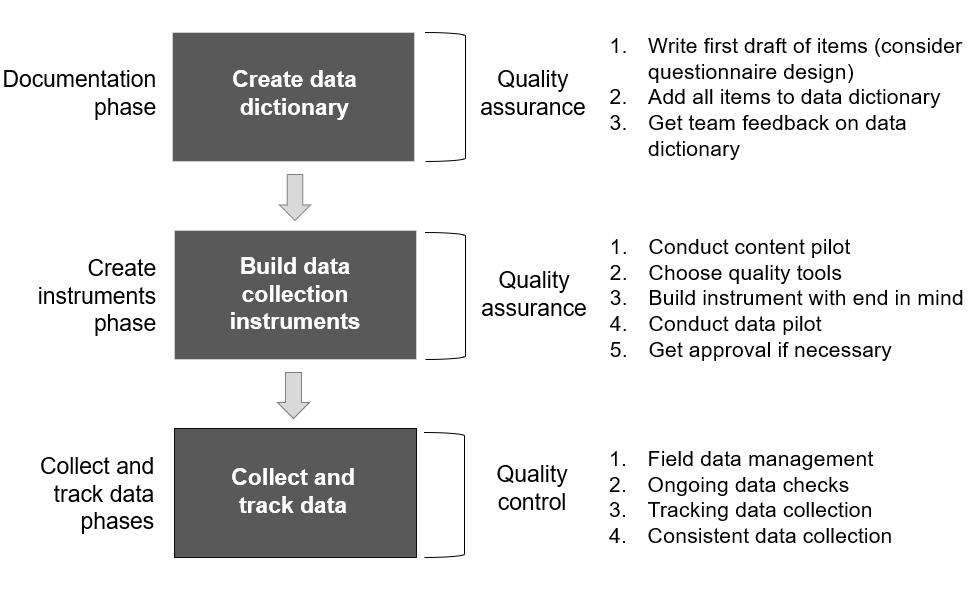 Documentation
phase
Create data
dictionary
Quality
assurance
1. Write first draft of items (consider
questionnaire design)
2. Add all items to data dictionary
3. Get team feedback on data
dictionary
Create
instruments
phase
Build data
collection
instruments
Quality
assurance
1. Conduct content pilot
2. Choose quality tools
3. Build instrument with end in mind
4. Conduct data pilot
5. Get approval if necessary
Collect and
track data
phases
Collect and
track data
Quality
control
1. Field data management
2. Ongoing data checks
3. Tracking data collection
4. Consistent data collection